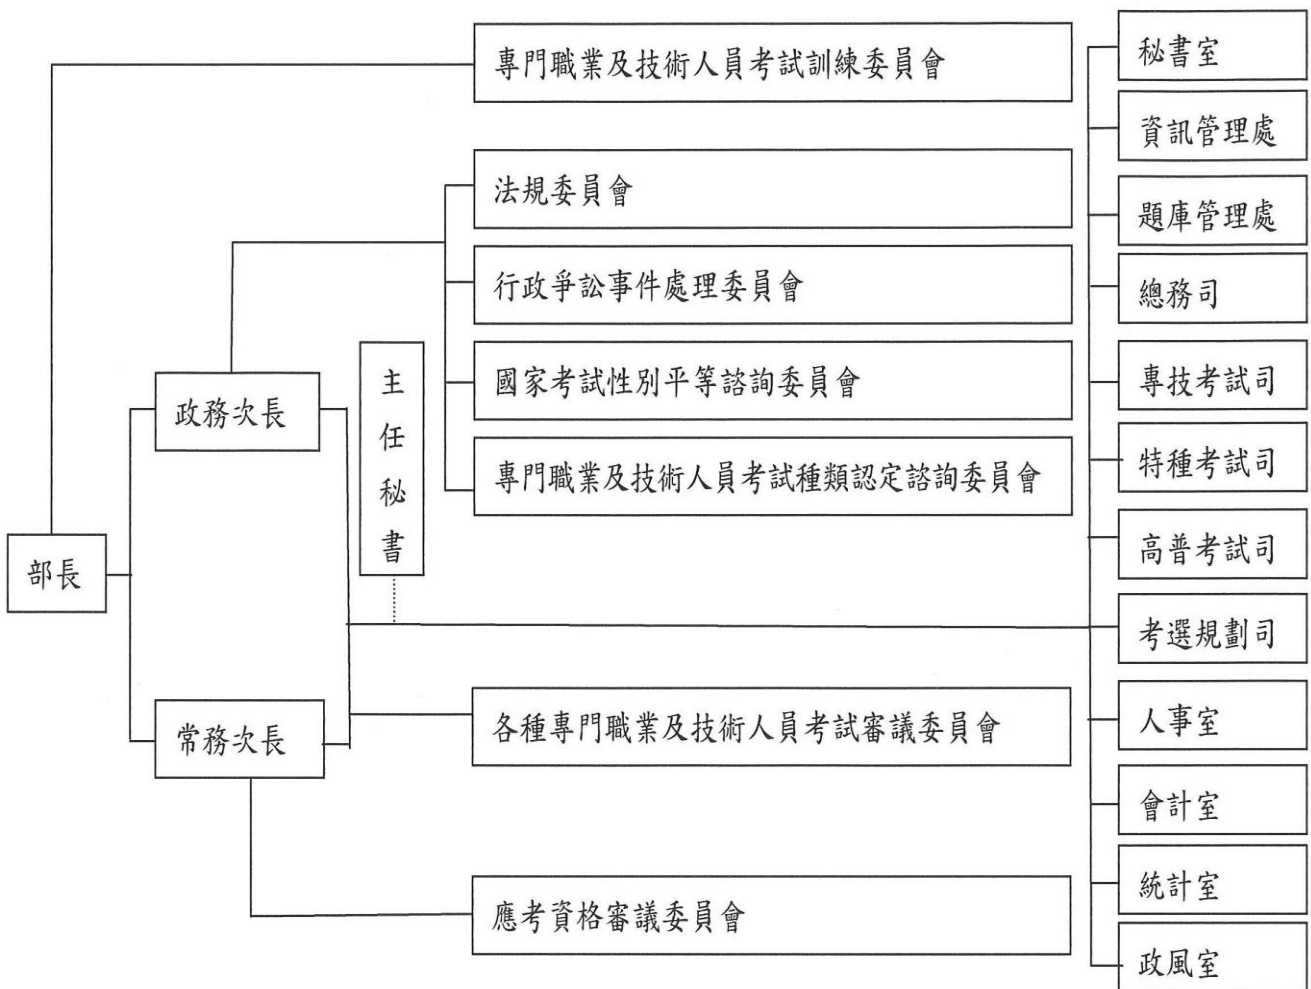 專門職業及技術人員考試訓練委員會
法規委員會
行政爭訟事件處理委員會
國家考試性別平等諮詢委員會
專門職業及技術人員考試種類認定諮詢委員會
政務次長
主任秘書
部長
常務次長
各種專門職業及技術人員考試審議委員會
應考資格審議委員會
秘書室
資訊管理處
題庫管理處
總務司
專技考試司
特種考試司
高普考試司
考選規劃司
人事室
會計室
統計室
政風室